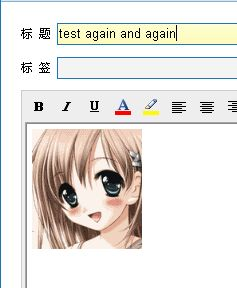 标 题 test again and again
标 签
B I U A